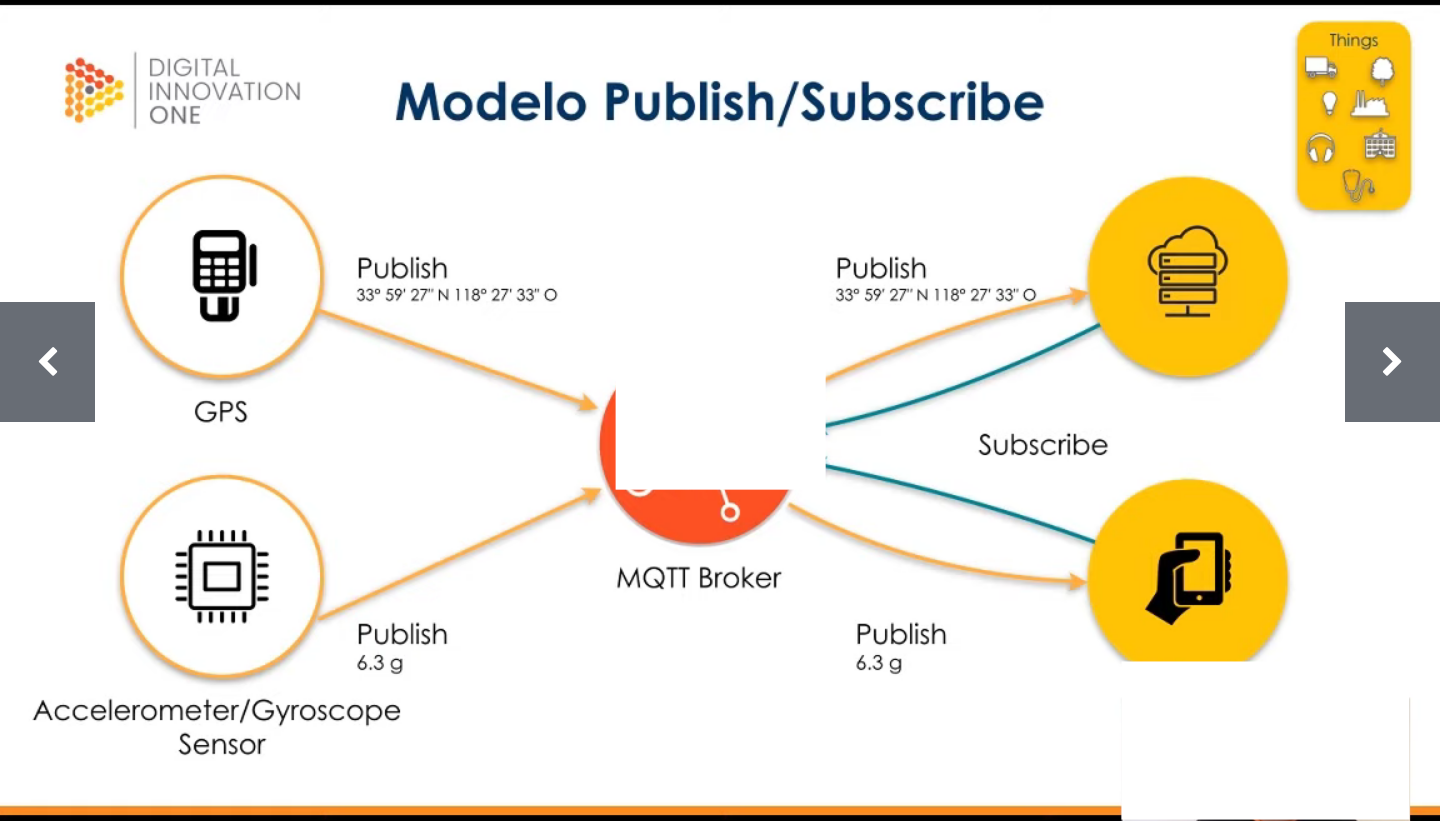 DIGITAL
INNOVATION
ONE
Modelo Publish/Subscribe
Things
Publish
33° 59' 27" N 118° 27' 33" O
Publish
33° 59' 27" N 118° 27' 33" O
GPS
Subscribe
MQTT Broker
Publish
6.3 g
Publish
6.3 g
Accelerometer/Gyroscope
Sensor